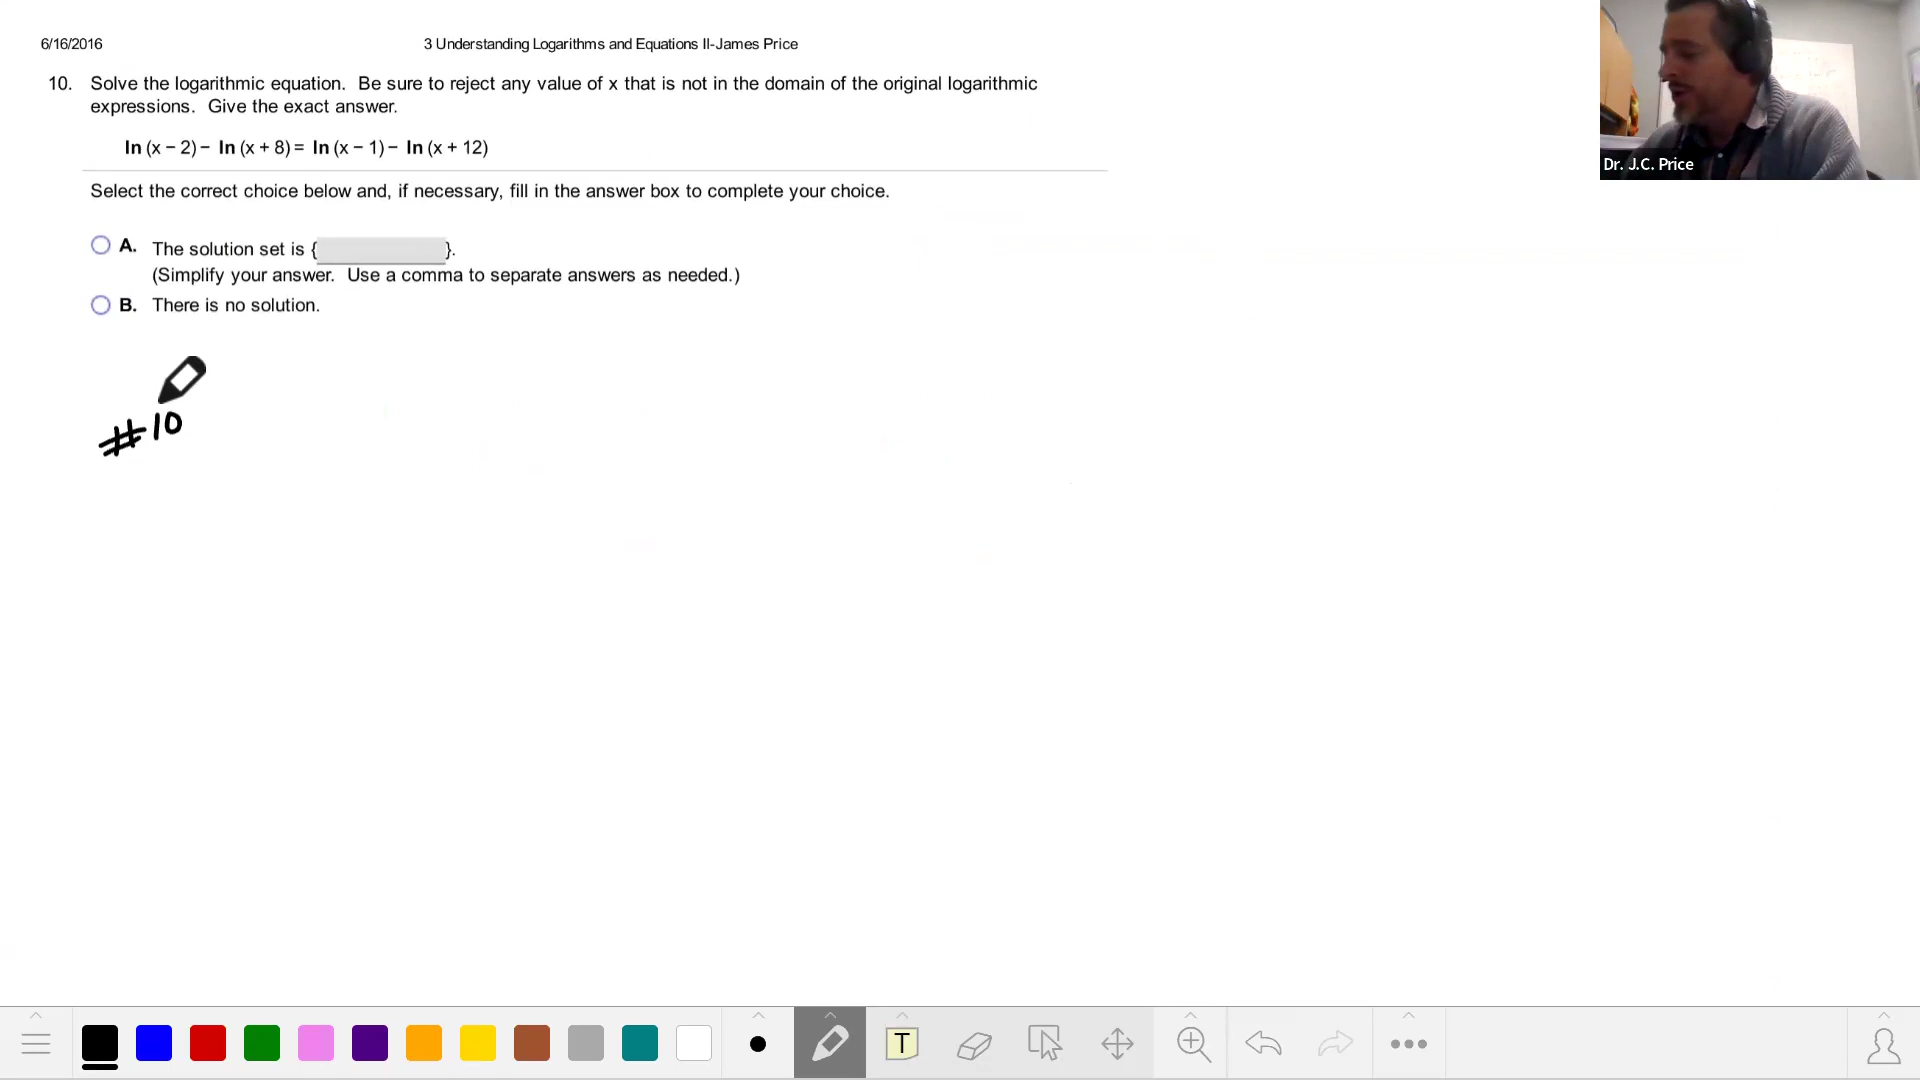 6/16/2016
3 Understanding Logarithms and Equations II-James Price
10. Solve the logarithmic equation. Be sure to reject any value of x that is not in the domain of the original logarithmic
expressions. Give the exact answer.
ln (x − 2) − ln (x + 8) = ln (x − 1) − ln (x + 12)
Select the correct choice below and, if necessary, fill in the answer box to complete your choice.
A. The solution set is { }.
(Simplify your answer. Use a comma to separate answers as needed.)
B. There is no solution.
#10
Dr. J.C. Price
T